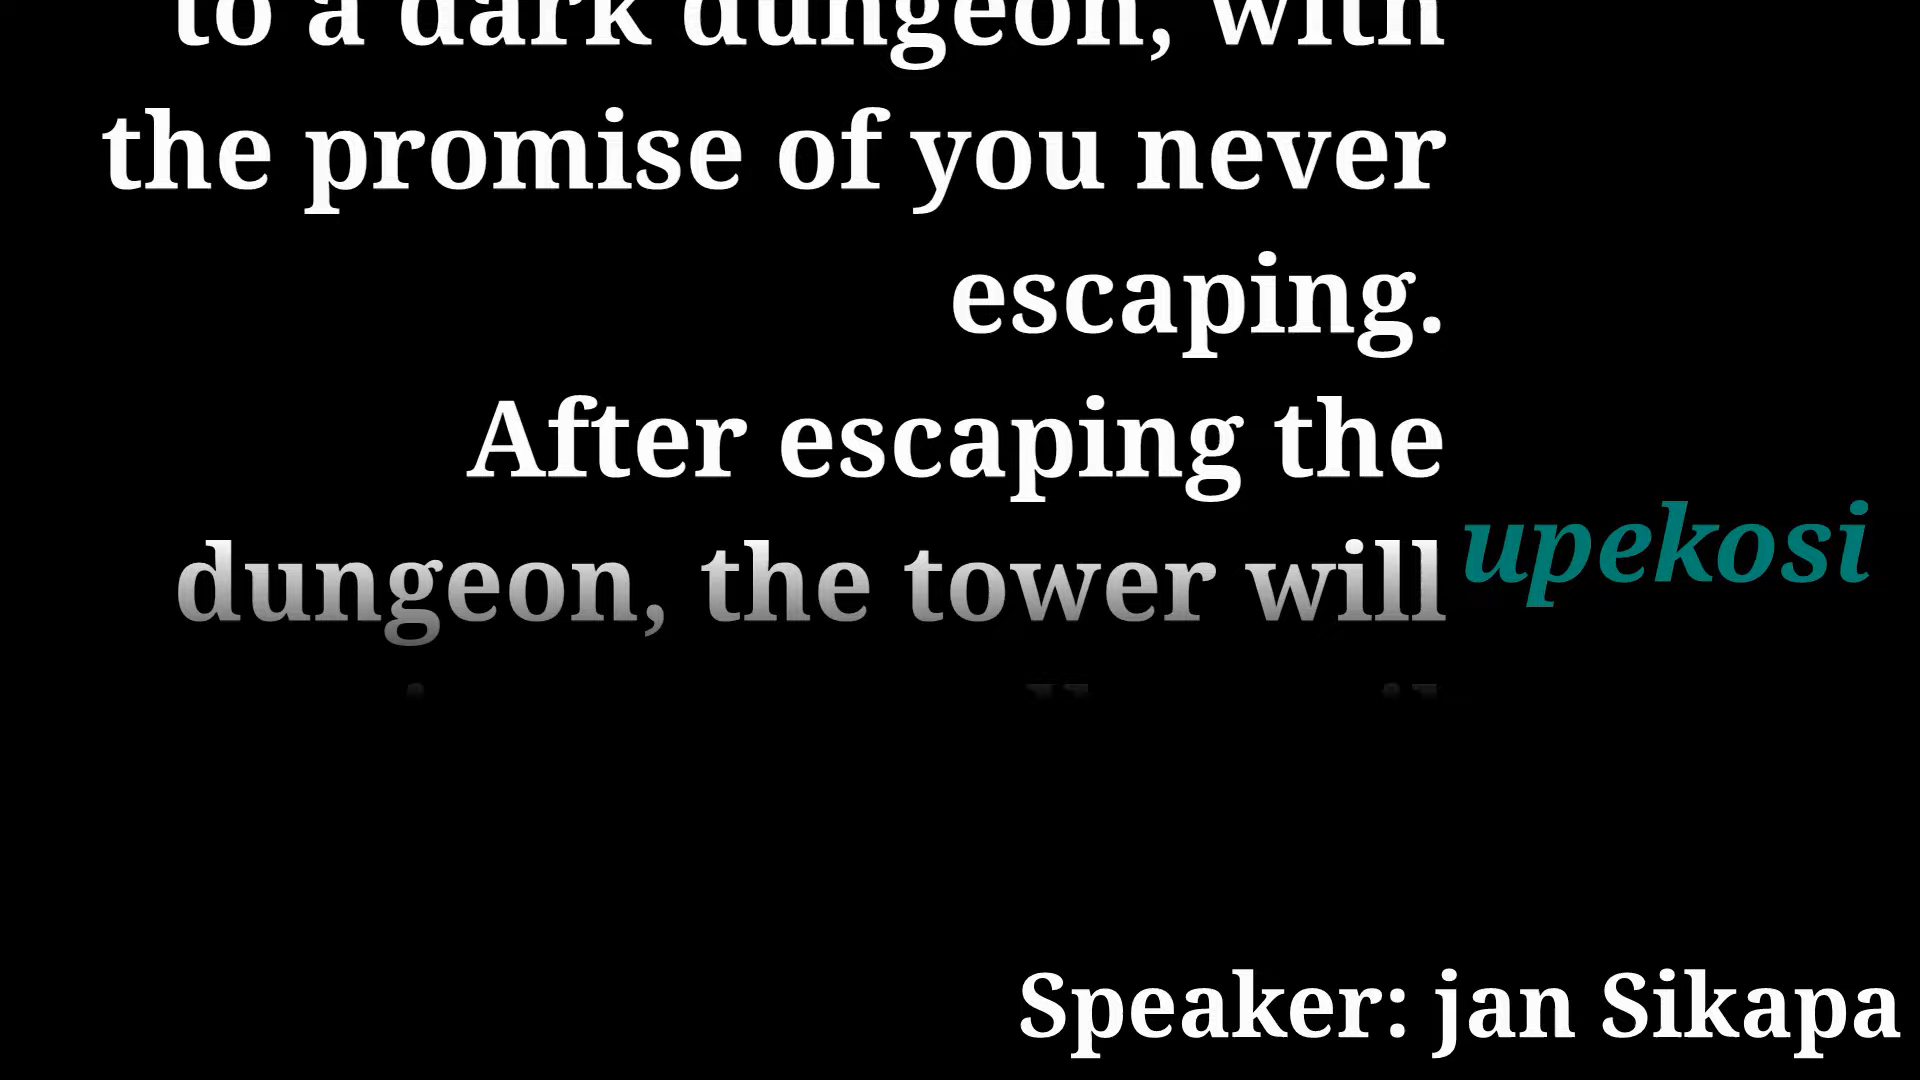 to a dark dungeon, with
the promise of you never
escaping.
After escaping the
dungeon, the tower will
upekosi
Speaker: jan Sikapa